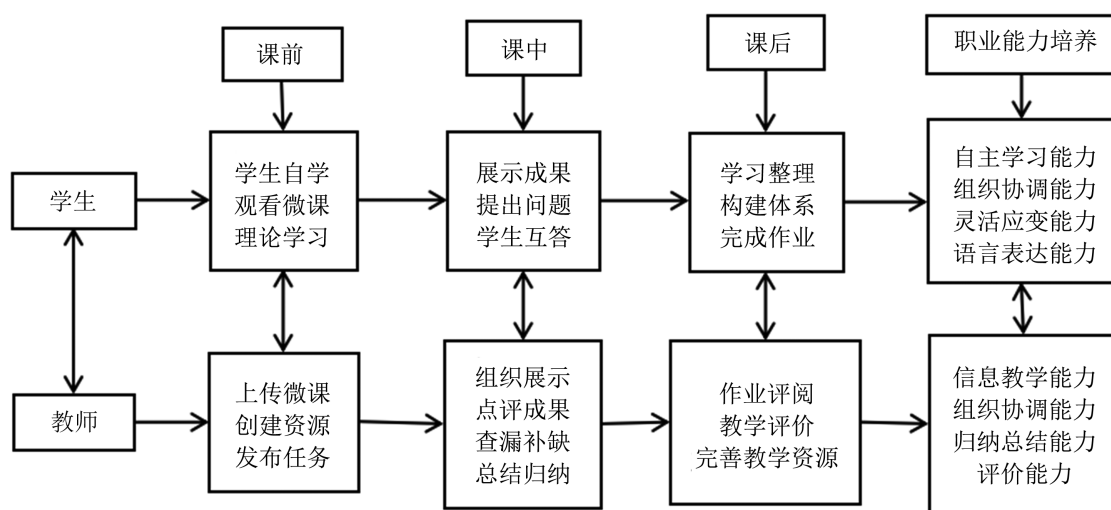 课前
课中
课后
职业能力培养
学生
学生自学
观看微课
理论学习
展示成果
提出问题
学生互答
学习整理
构建体系
完成作业
自主学习能力
组织协调能力
灵活应变能力
语言表达能力
教师
上传微课
创建资源
发布任务
组织展示
点评成果
查漏补缺
总结归纳
作业评阅
教学评价
完善教学资源
信息教学能力
组织协调能力
归纳总结能力
评价能力